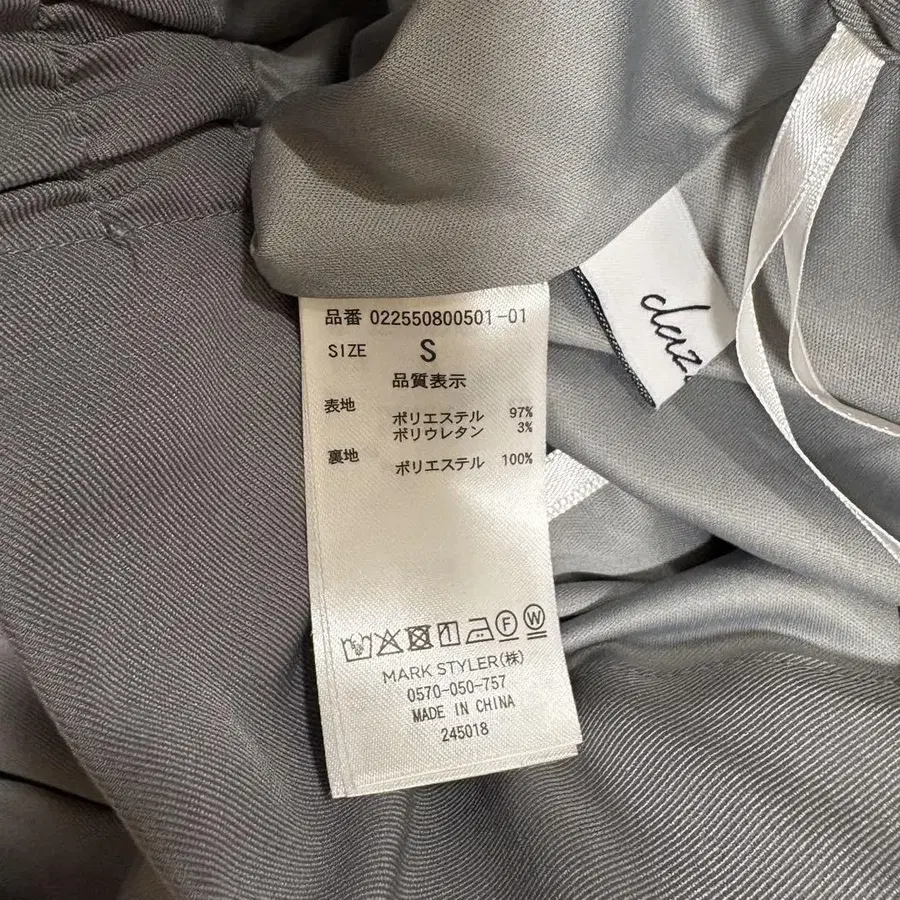 品番 022550800501-01
SIZE S
品質表示
表地 ポリエステル 97%
ポリウレタン 3%
裏地 ポリエステル 100%
F W
MARK STYLER(株)
0570-050-757
MADE IN CHINA
245018